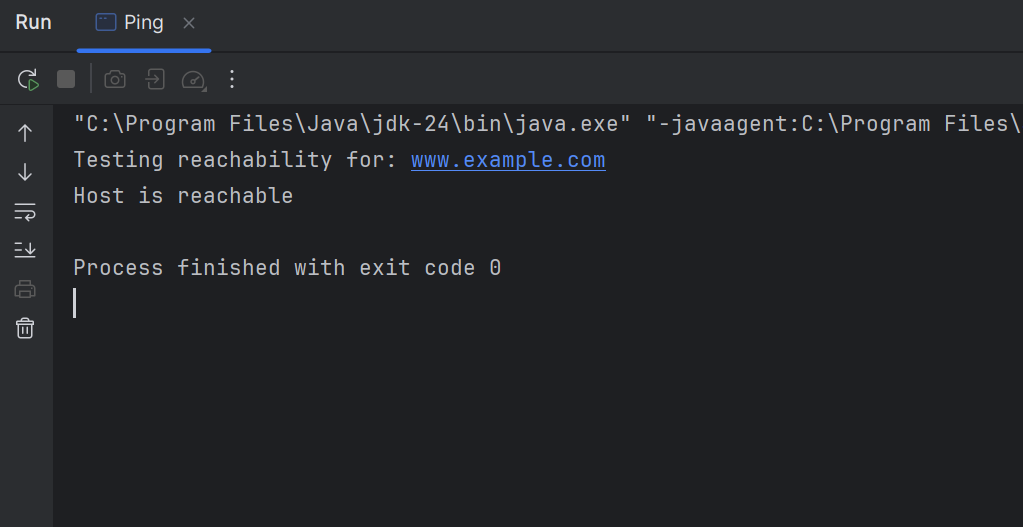 Run Ping
"C:\Program Files\Java\jdk-24\bin\java.exe" "-javaagent:C:\Program Files\
Testing reachability for: www.example.com
Host is reachable
Process finished with exit code 0